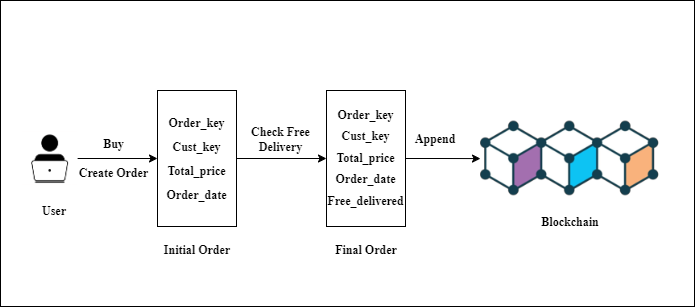 Buy
Create Order
User
Order_key
Cust_key
Total_price
Order_date
Initial Order
Check Free
Delivery
Order_key
Cust_key
Total_price
Order_date
Free_delivered
Final Order
Append
Blockchain